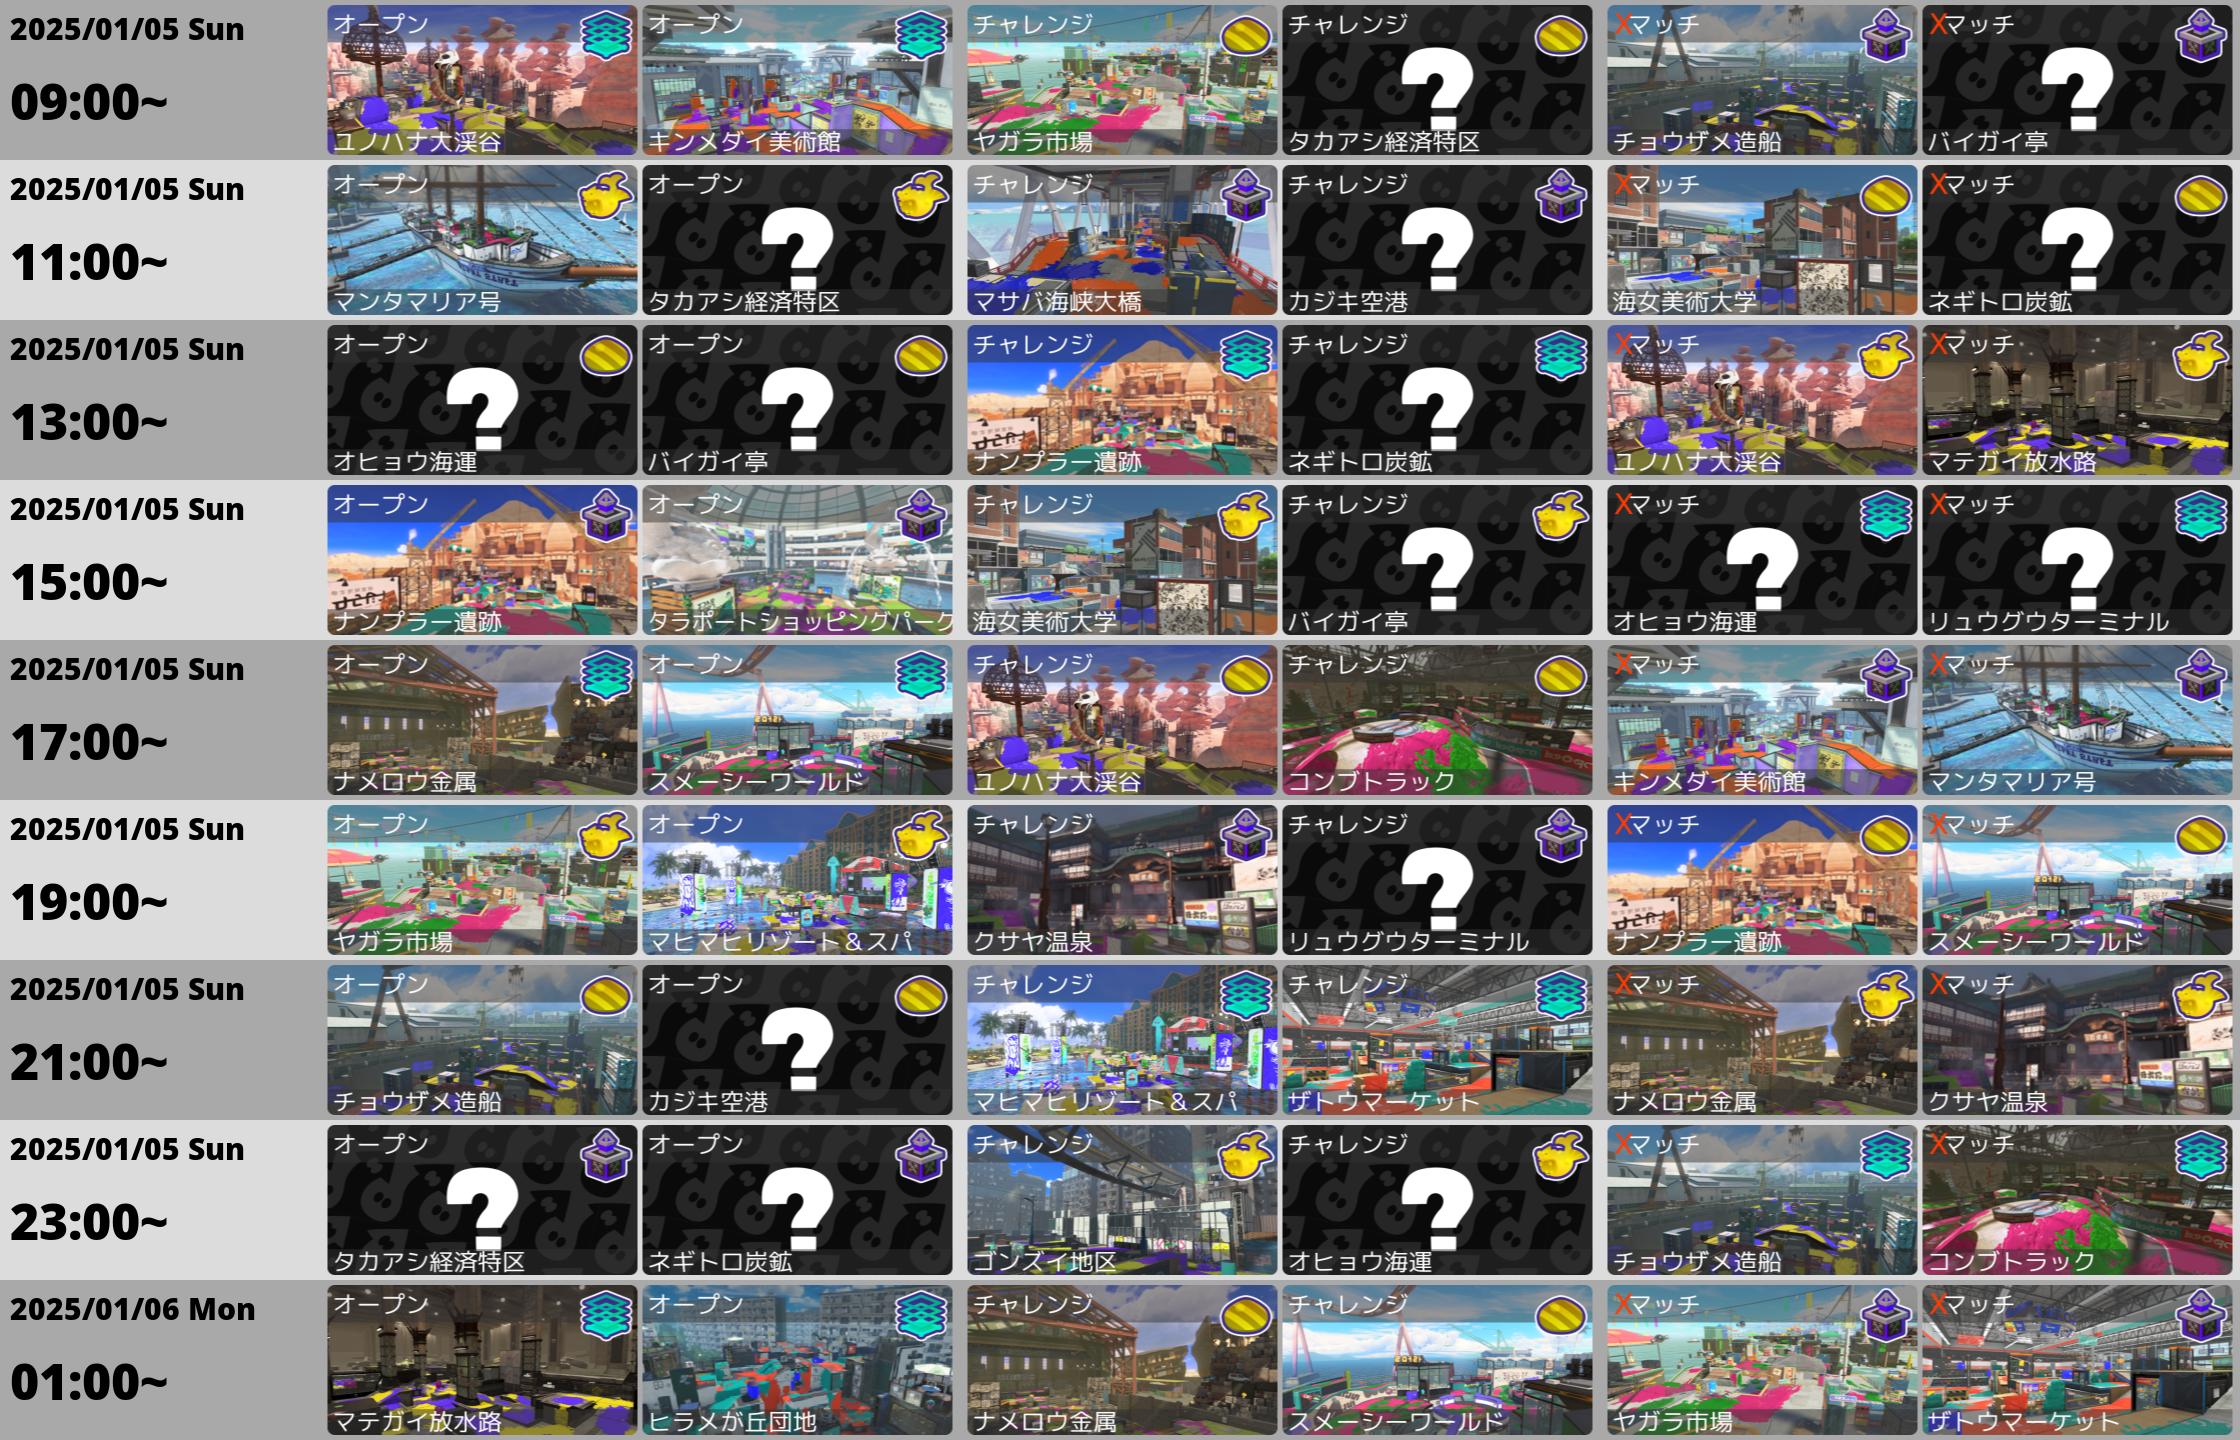 2025/01/05 Sun
09:00~
オープン
ユノハナ大渓谷
オープン
キンメダイ美術館
チャレンジ
ヤガラ市場
チャレンジ
タカアシ経済特区
Xマッチ
チョウザメ造船
Xマッチ
バイガイ亭
2025/01/05 Sun
11:00~
オープン
マンタマリア号
オープン
タカアシ経済特区
チャレンジ
マサバ海峡大橋
チャレンジ
カジキ空港
Xマッチ
海女美術大学
Xマッチ
ネギトロ炭鉱
2025/01/05 Sun
13:00~
オープン
オヒョウ海運
オープン
バイガイ亭
チャレンジ
ナンプラー遺跡
チャレンジ
ネギトロ炭鉱
Xマッチ
ユノハナ大渓谷
Xマッチ
マテガイ放水路
2025/01/05 Sun
15:00~
オープン
ナンプラー遺跡
オープン
タラポートショッピングパーク
チャレンジ
海女美術大学
チャレンジ
バイガイ亭
Xマッチ
オヒョウ海運
Xマッチ
リュウグウターミナル
2025/01/05 Sun
17:00~
オープン
ナメロウ金属
オープン
スメーシーワールド
チャレンジ
ユノハナ大渓谷
チャレンジ
コンブトラック
Xマッチ
キンメダイ美術館
Xマッチ
マンタマリア号
2025/01/05 Sun
19:00~
オープン
ヤガラ市場
オープン
マヒマヒリゾート&スパ
チャレンジ
クサヤ温泉
チャレンジ
リュウグウターミナル
Xマッチ
ナンプラー遺跡
Xマッチ
スメーシーワールド
2025/01/05 Sun
21:00~
オープン
チョウザメ造船
オープン
カジキ空港
チャレンジ
マヒマヒリゾート&スパ
チャレンジ
ザトウマーケット
Xマッチ
ナメロウ金属
Xマッチ
クサヤ温泉
2025/01/05 Sun
23:00~
オープン
タカアシ経済特区
オープン
ネギトロ炭鉱
チャレンジ
ゴンズイ地区
チャレンジ
オヒョウ海運
Xマッチ
チョウザメ造船
Xマッチ
コンブトラック
2025/01/06 Mon
01:00~
オープン
マテガイ放水路
オープン
ヒラメが丘団地
チャレンジ
ナメロウ金属
チャレンジ
スメーシーワールド
Xマッチ
ヤガラ市場
Xマッチ
ザトウマーケット